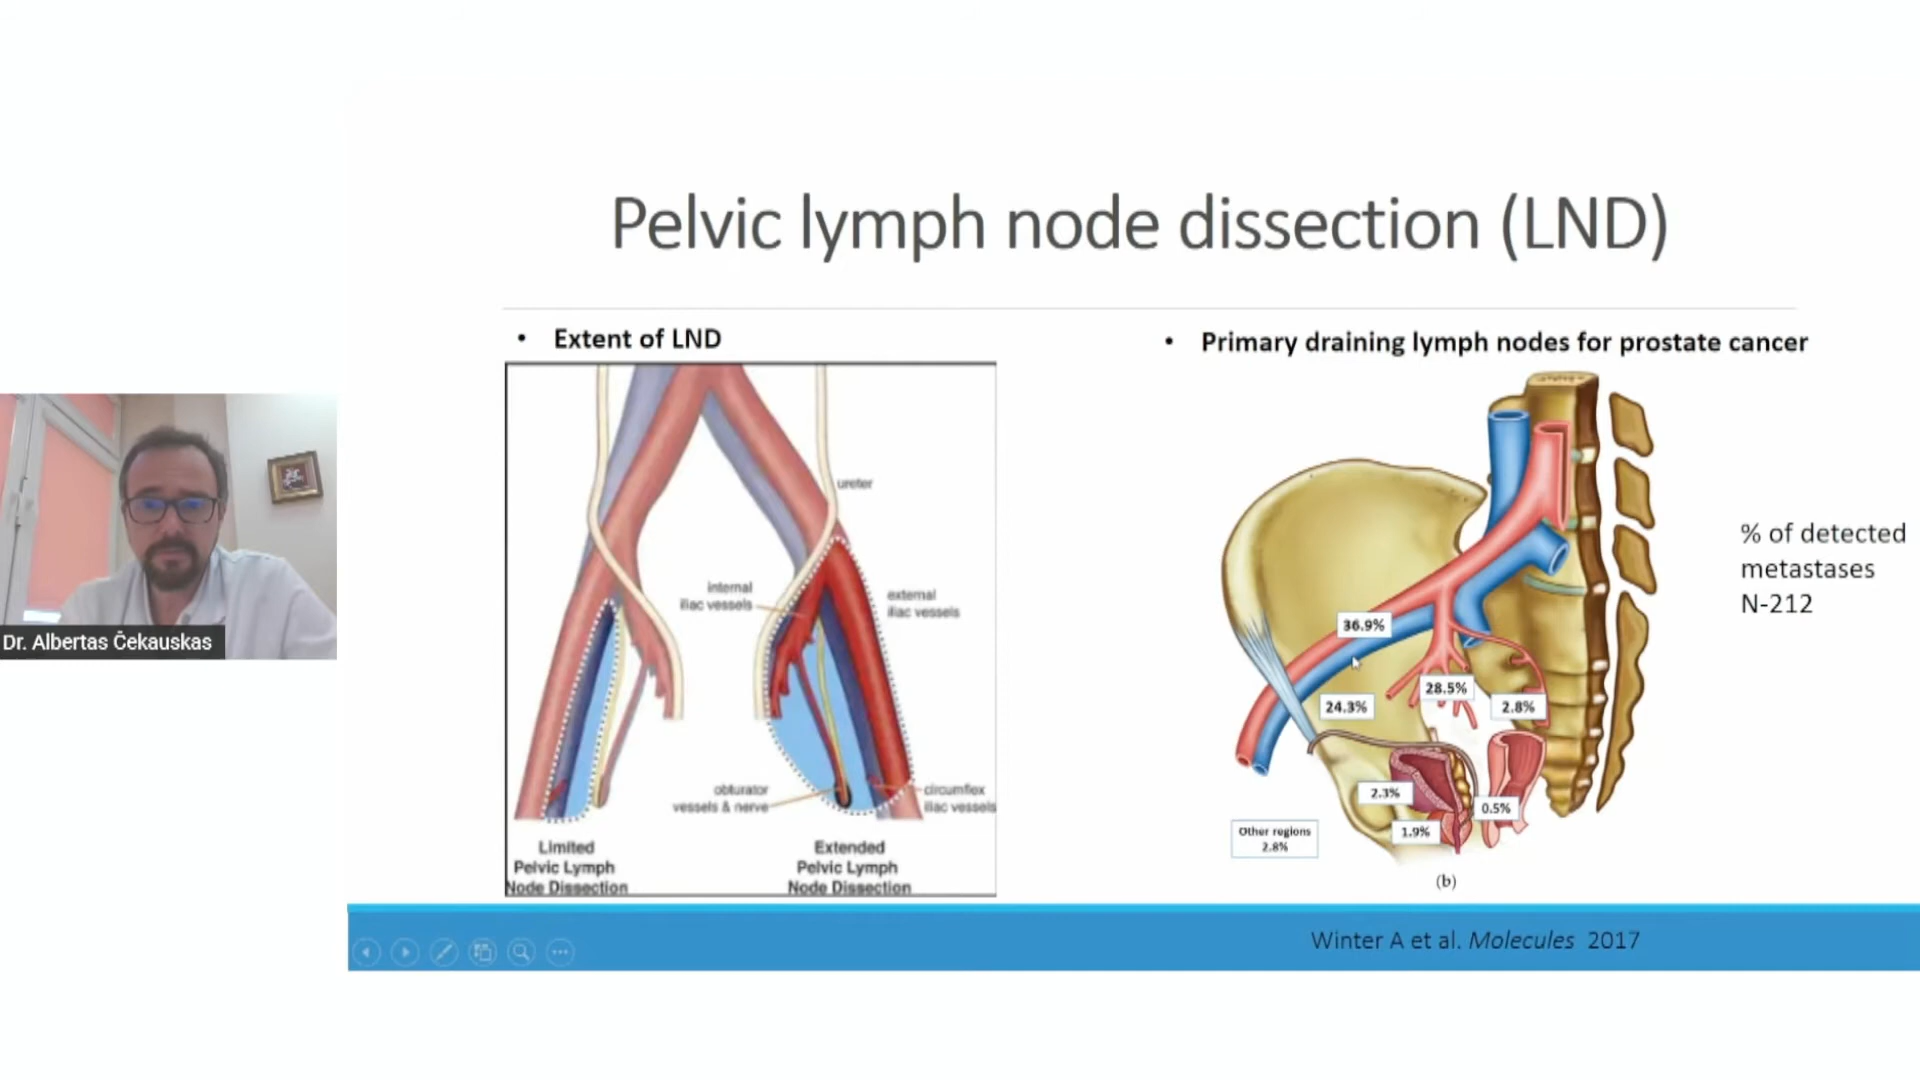 Pelvic lymph node dissection (LND)
• Extent of LND
ureter
internal
iliac vessels
external
iliac vessels
obturator
vessels & nerve
circumflex
iliac vessels
Limited
Pelvic Lymph
Node Dissection
Extended
Pelvic Lymph
Node Dissection
• Primary draining lymph nodes for prostate cancer
36.9%
28.5%
24.3%
2.8%
2.3%
0.5%
1.9%
Other regions
2.8%
(b)
% of detected
metastases
N-212
Dr. Albertas Čekauskas
Winter A et al. Molecules 2017